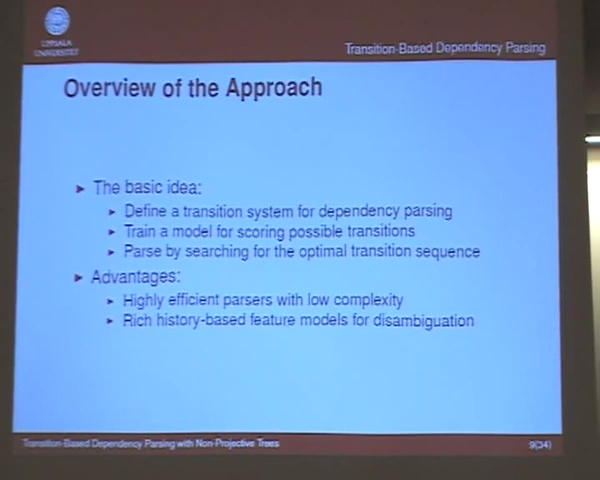 UPPSALA
UNIVERSITET
Transition-Based Dependency Parsing
Overview of the Approach
► The basic idea:
► Define a transition system for dependency parsing
► Train a model for scoring possible transitions
► Parse by searching for the optimal transition sequence
► Advantages:
► Highly efficient parsers with low complexity
► Rich history-based feature models for disambiguation
Transition-Based Dependency Parsing with Non-Projective Trees
9(34)